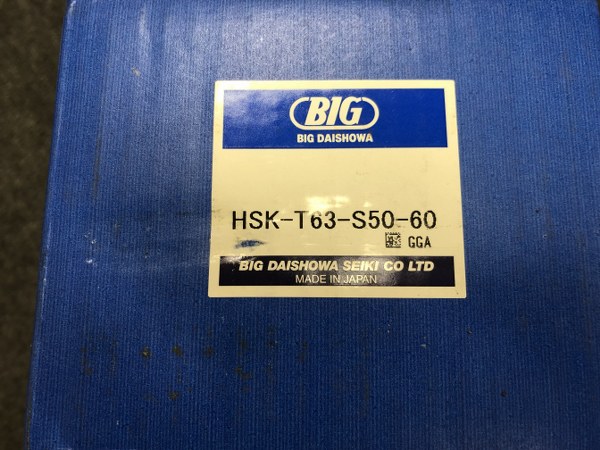 BIG
BIG DAISHOWA
HSK-T63-S50-60
GGA
BIG DAISHOWA SEIKI CO LTD
MADE IN JAPAN